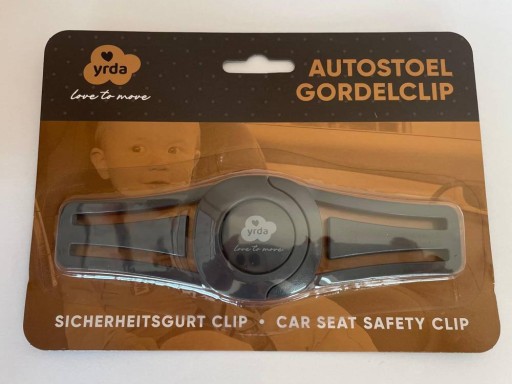 yrda
love to move
AUTOSTOEL
GORDELCLIP
yrda
love to move
SICHERHEITSGURT CLIP • CAR SEAT SAFETY CLIP